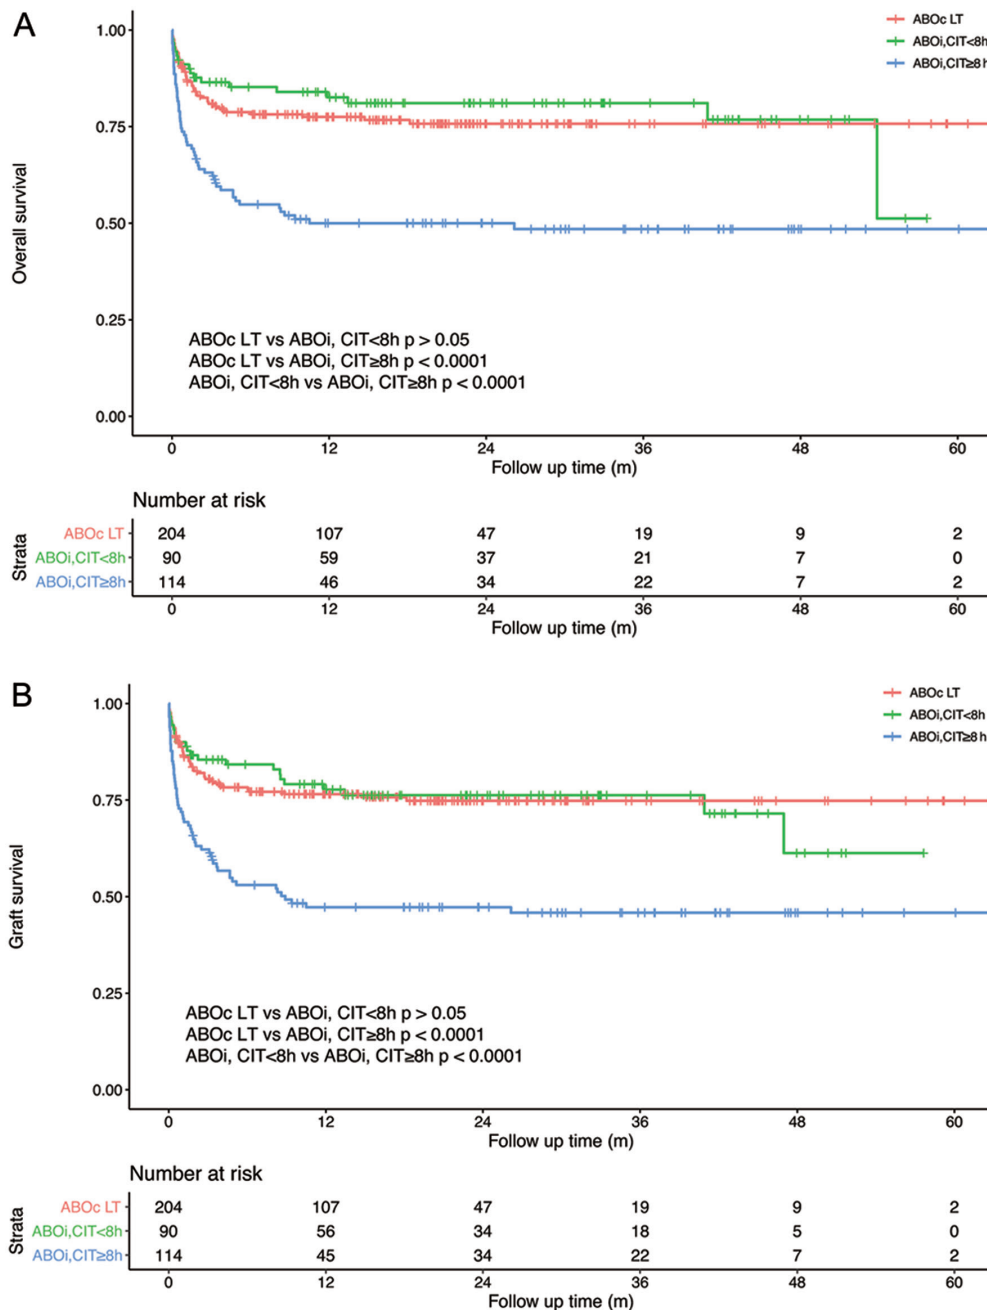 A
ABOc LT
ABOi,CIT<8h
ABOi,CIT≥8h
1.00
0.75
0.50
0.25
0.00
Overall survival
ABOc LT vs ABOi, CIT<8h p > 0.05
ABOc LT vs ABOi, CIT≥8h p < 0.0001
ABOi, CIT<8h vs ABOi, CIT≥8h p < 0.0001
0 12 24 36 48 60
Follow up time (m)
Number at risk
Strata
ABOc LT 204 107 47 19 9 2
ABOi,CIT<8h 90 59 37 21 7 0
ABOi,CIT≥8h 114 46 34 22 7 2
0 12 24 36 48 60
Follow up time (m)
B
ABOc LT
ABOi,CIT<8h
ABOi,CIT≥8h
1.00
0.75
0.50
0.25
0.00
Graft survival
ABOc LT vs ABOi, CIT<8h p > 0.05
ABOc LT vs ABOi, CIT≥8h p < 0.0001
ABOi, CIT<8h vs ABOi, CIT≥8h p < 0.0001
0 12 24 36 48 60
Follow up time (m)
Number at risk
Strata
ABOc LT 204 107 47 19 9 2
ABOi,CIT<8h 90 56 34 18 5 0
ABOi,CIT≥8h 114 45 34 22 7 2
0 12 24 36 48 60
Follow up time (m)